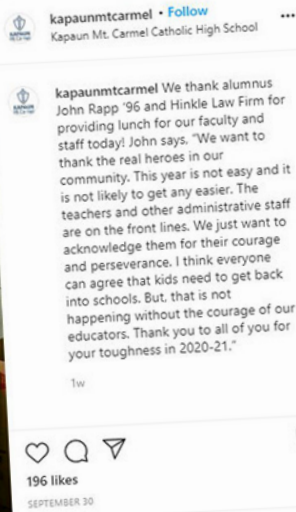 kapaunmtcarmel • Follow
Kapaun Mt. Carmel Catholic High School
kapaunmtcarmel We thank alumnus
John Rapp '96 and Hinkle Law Firm for
providing lunch for our faculty and
staff today! John says, "We want to
thank the real heroes in our
community. This year is not easy and it
is not likely to get any easier. The
teachers and other administrative staff
are on the front lines. We just want to
acknowledge them for their courage
and perseverance. I think everyone
can agree that kids need to get back
into schools. But, that is not
happening without the courage of our
educators. Thank you to all of you for
your toughness in 2020-21."
1w
196 likes
SEPTEMBER 30